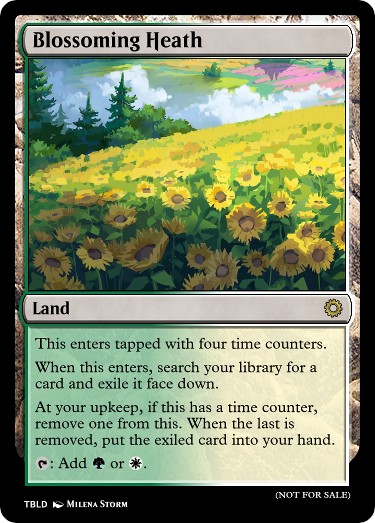 Blossoming Heath
Land
This enters tapped with four time counters.
When this enters, search your library for a
card and exile it face down.
At your upkeep, if this has a time counter,
remove one from this. When the last is
removed, put the exiled card into your hand.
: Add or .
(NOT FOR SALE)
TBLD Milena Storm